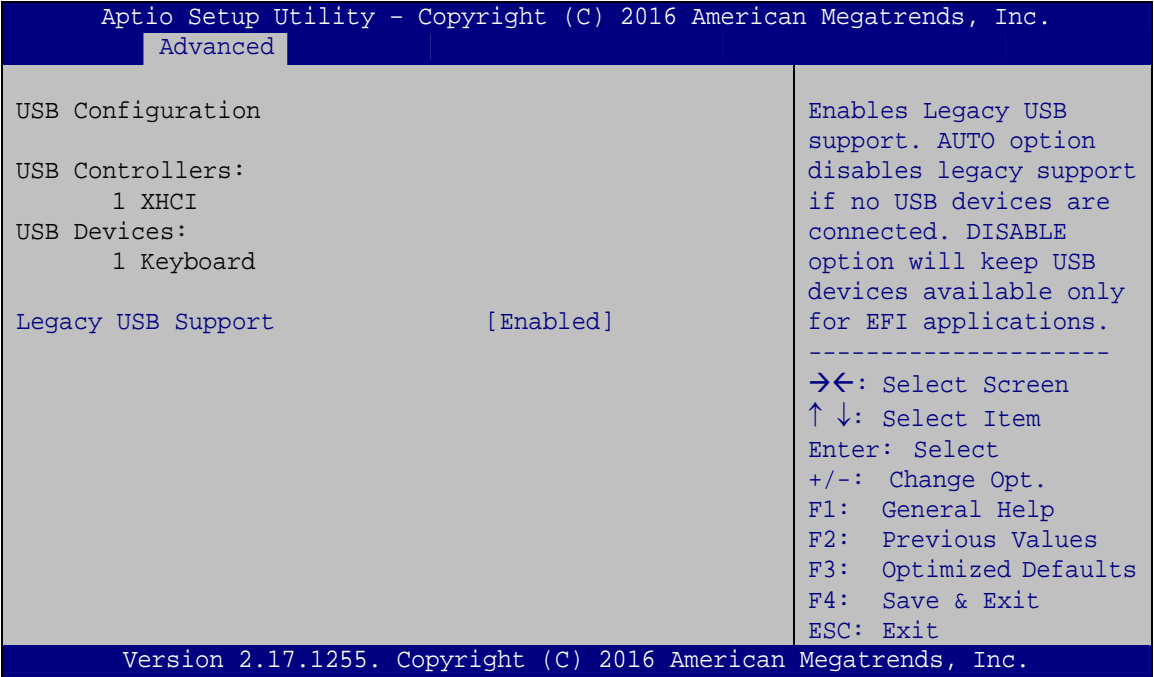 Aptio Setup Utility – Copyright (C) 2016 American Megatrends, Inc.
Advanced
USB Configuration
USB Controllers:
1 XHCI
USB Devices:
1 Keyboard
Legacy USB Support [Enabled]
Enables Legacy USB
support. AUTO option
disables legacy support
if no USB devices are
connected. DISABLE
option will keep USB
devices available only
for EFI applications.
---------------------
→←: Select Screen
↑ ↓: Select Item
Enter: Select
+/-: Change Opt.
F1: General Help
F2: Previous Values
F3: Optimized Defaults
F4: Save & Exit
ESC: Exit
Version 2.17.1255. Copyright (C) 2016 American Megatrends, Inc.